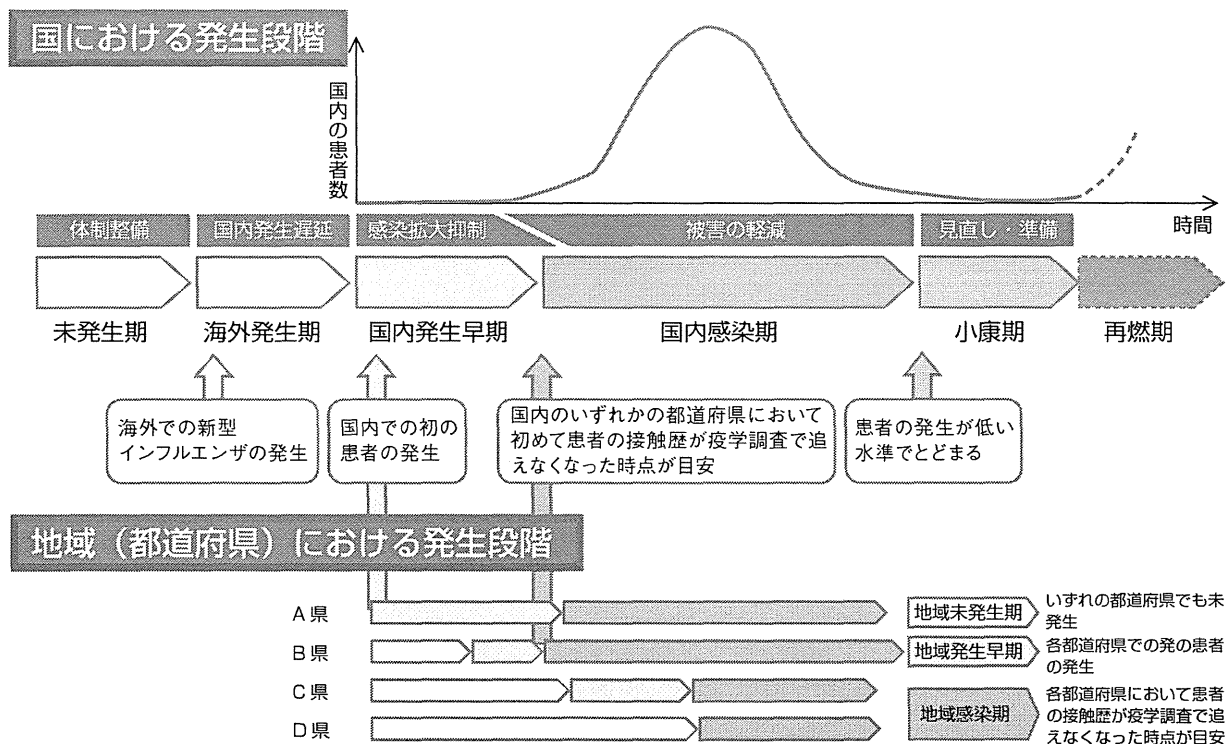 国における発生段階
国内の患者数
時間
体制整備
国内発生遅延
感染拡大抑制
被害の軽減
見直し・準備
未発生期
海外発生期
国内発生早期
国内感染期
小康期
再燃期
海外での新型
インフルエンザの発生
国内での初の
患者の発生
国内のいずれかの都道府県において
初めて患者の接触歴が疫学調査で追
えなくなった時点が目安
患者の発生が低い
水準でとどまる
地域（都道府県）における発生段階
A県
B県
C県
D県
地域未発生期
いずれの都道府県でも未
発生
地域発生早期
各都道府県での発の患者
の発生
地域感染期
各都道府県において患者
の接触歴が疫学調査で追
えなくなった時点が目安